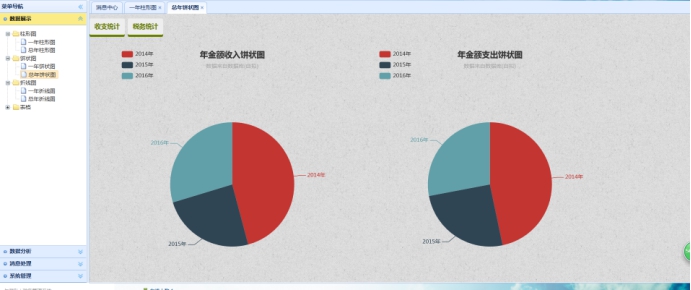 菜单导航
消息中心
一年柱形图 ×
总年饼状图 ×
数据展示
收支统计
税务统计
柱形图
一年柱形图
总年柱形图
饼状图
一年饼状图
总年饼状图
折线图
一年折线图
总年折线图
表格
2014年
2015年
2016年
年金额收入饼状图
2016年
2014年
2015年
2014年
2015年
2016年
年金额支出饼状图
2016年
2014年
2015年
数据分析
消息处理
系统管理